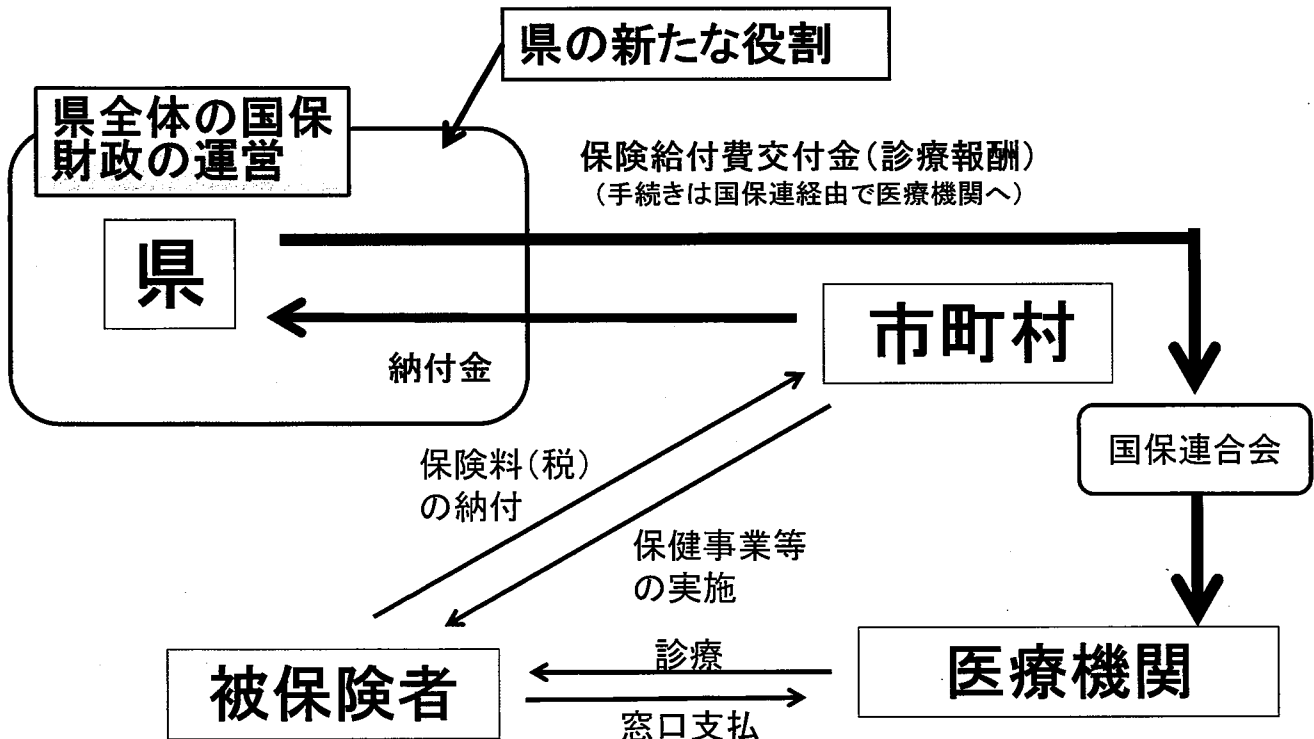 県の新たな役割
県全体の国保
財政の運営
保険給付費交付金(診療報酬)
(手続きは国保連経由で医療機関へ)
県
市町村
納付金
国保連合会
保険料(税)
の納付
保健事業等
の実施
診療
医療機関
被保険者
窓口支払